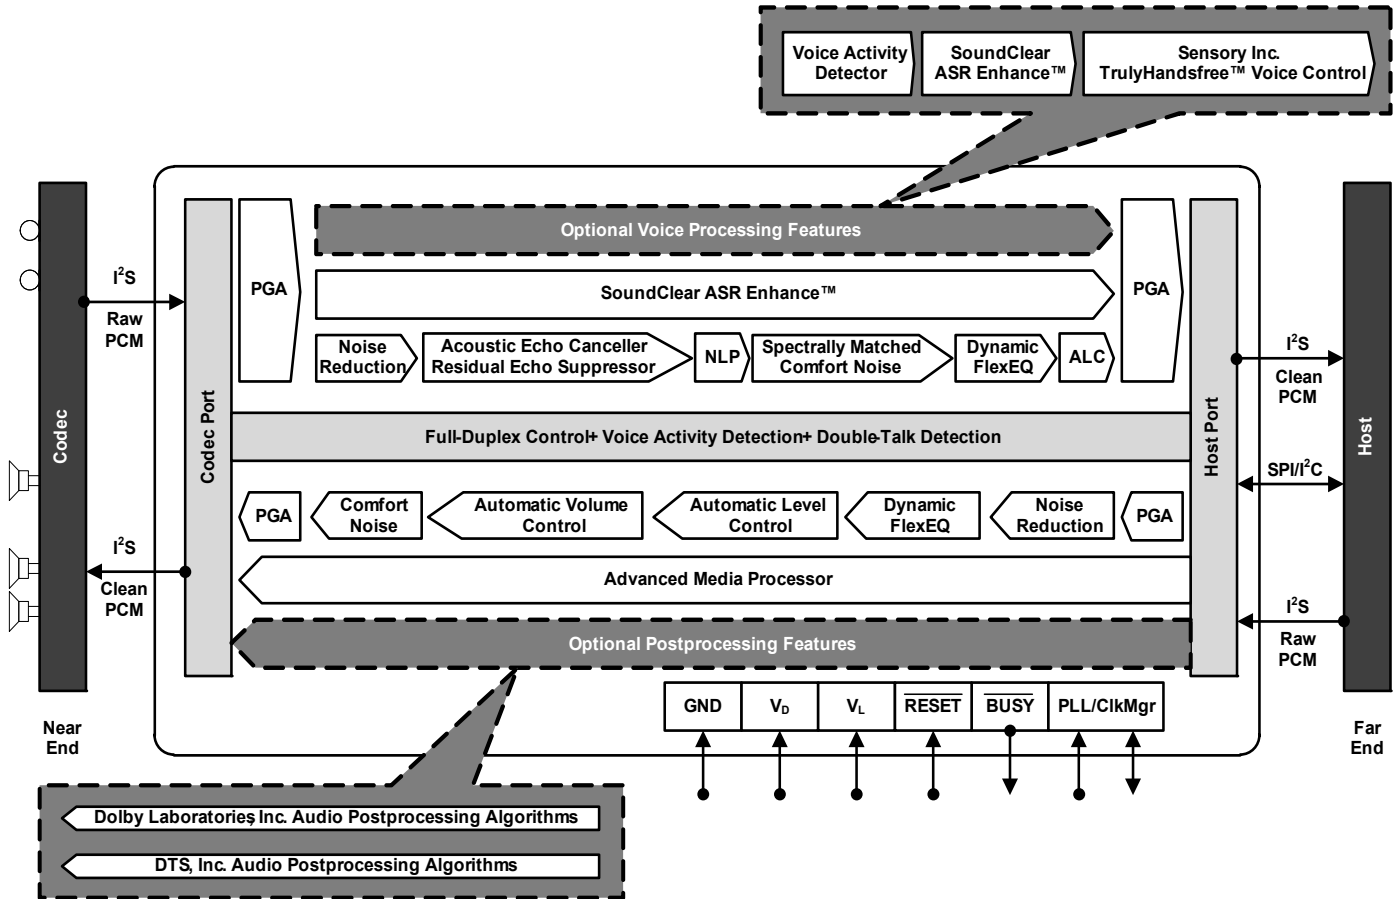 Voice Activity
Detector
SoundClear
ASR Enhance™
Sensory Inc.
TrulyHandsfree™ Voice Control
Optional Voice Processing Features
PGA
SoundClear ASR Enhance™
PGA
I²S
Raw
PCM
Noise
Reduction
Acoustic Echo Canceller
Residual Echo Suppressor
NLP
Spectrally Matched
Comfort Noise
Dynamic
FlexEQ
ALC
I²S
Clean
PCM
Codec
Codec Port
Full-Duplex Control+ Voice Activity Detection+ Double-Talk Detection
Host Port
Host
SPI/I²C
PGA
Comfort
Noise
Automatic Volume
Control
Automatic Level
Control
Dynamic
FlexEQ
Noise
Reduction
PGA
I²S
Clean
PCM
Advanced Media Processor
I²S
Raw
PCM
Optional Postprocessing Features
GND
V_D
V_L
RESET
BUSY
PLL/ClkMgr
Near
End
Far
End
Dolby Laboratories, Inc. Audio Postprocessing Algorithms
DTS, Inc. Audio Postprocessing Algorithms